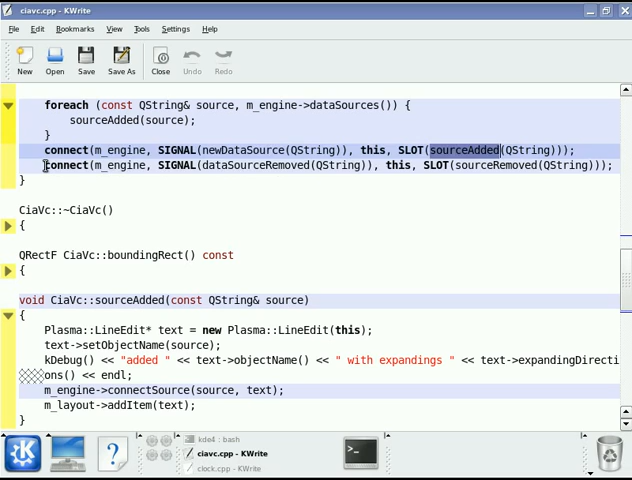 ciavc.cpp - KWrite
File Edit Bookmarks View Tools Settings Help
New Open Save Save As Close Undo Redo
foreach (const QString& source, m_engine->dataSources()) {
sourceAdded(source);
}
connect(m_engine, SIGNAL(newDataSource(QString)), this, SLOT(sourceAdded(QString)));
connect(m_engine, SIGNAL(dataSourceRemoved(QString)), this, SLOT(sourceRemoved(QString)));
}
CiaVc::~CiaVc()
{
QRectF CiaVc::boundingRect() const
{
void CiaVc::sourceAdded(const QString& source)
{
Plasma::LineEdit* text = new Plasma::LineEdit(this);
text->setObjectName(source);
kDebug() << "added " << text->objectName() << " with expandings " << text->expandingDirecti
ons() << endl;
m_engine->connectSource(source, text);
m_layout->addItem(text);
}
kde4 : bash
ciavc.cpp - KWrite
clock.cpp - KWrite